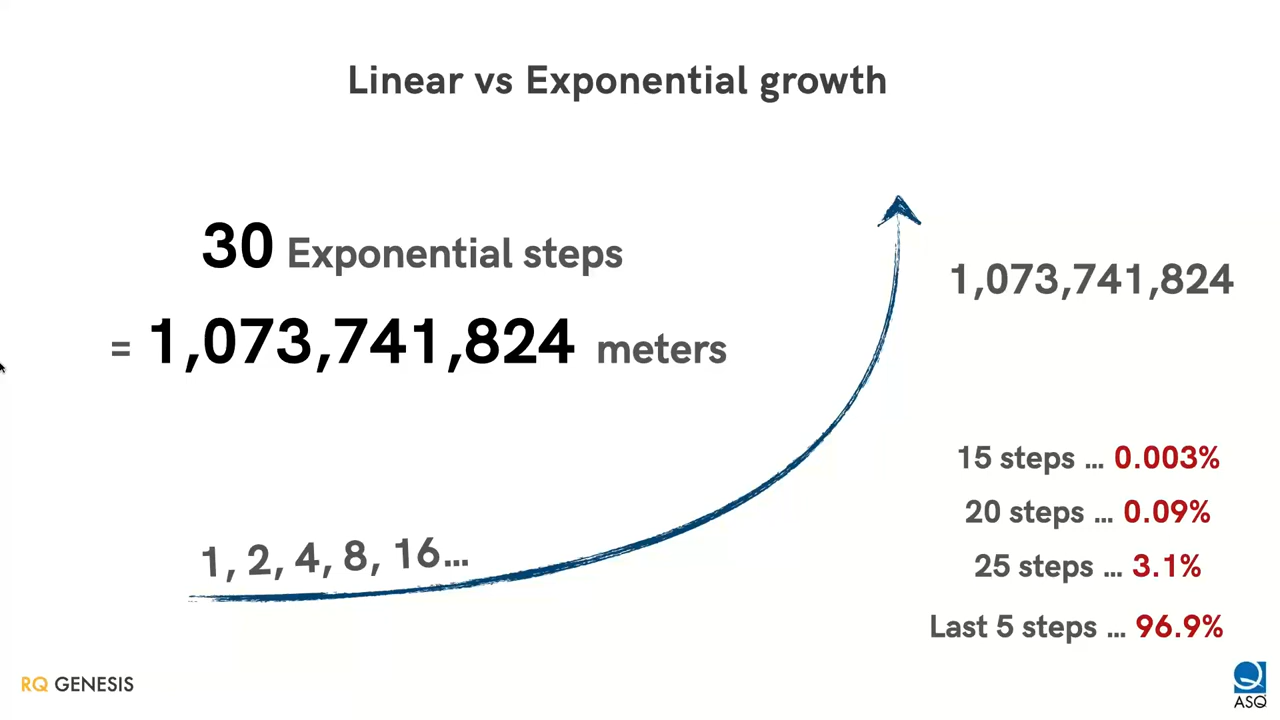 Linear vs Exponential growth
30 Exponential steps
= 1,073,741,824 meters
1,073,741,824
1, 2, 4, 8, 16...
15 steps ... 0.003%
20 steps ... 0.09%
25 steps ... 3.1%
Last 5 steps ... 96.9%
RQ GENESIS
ASQ